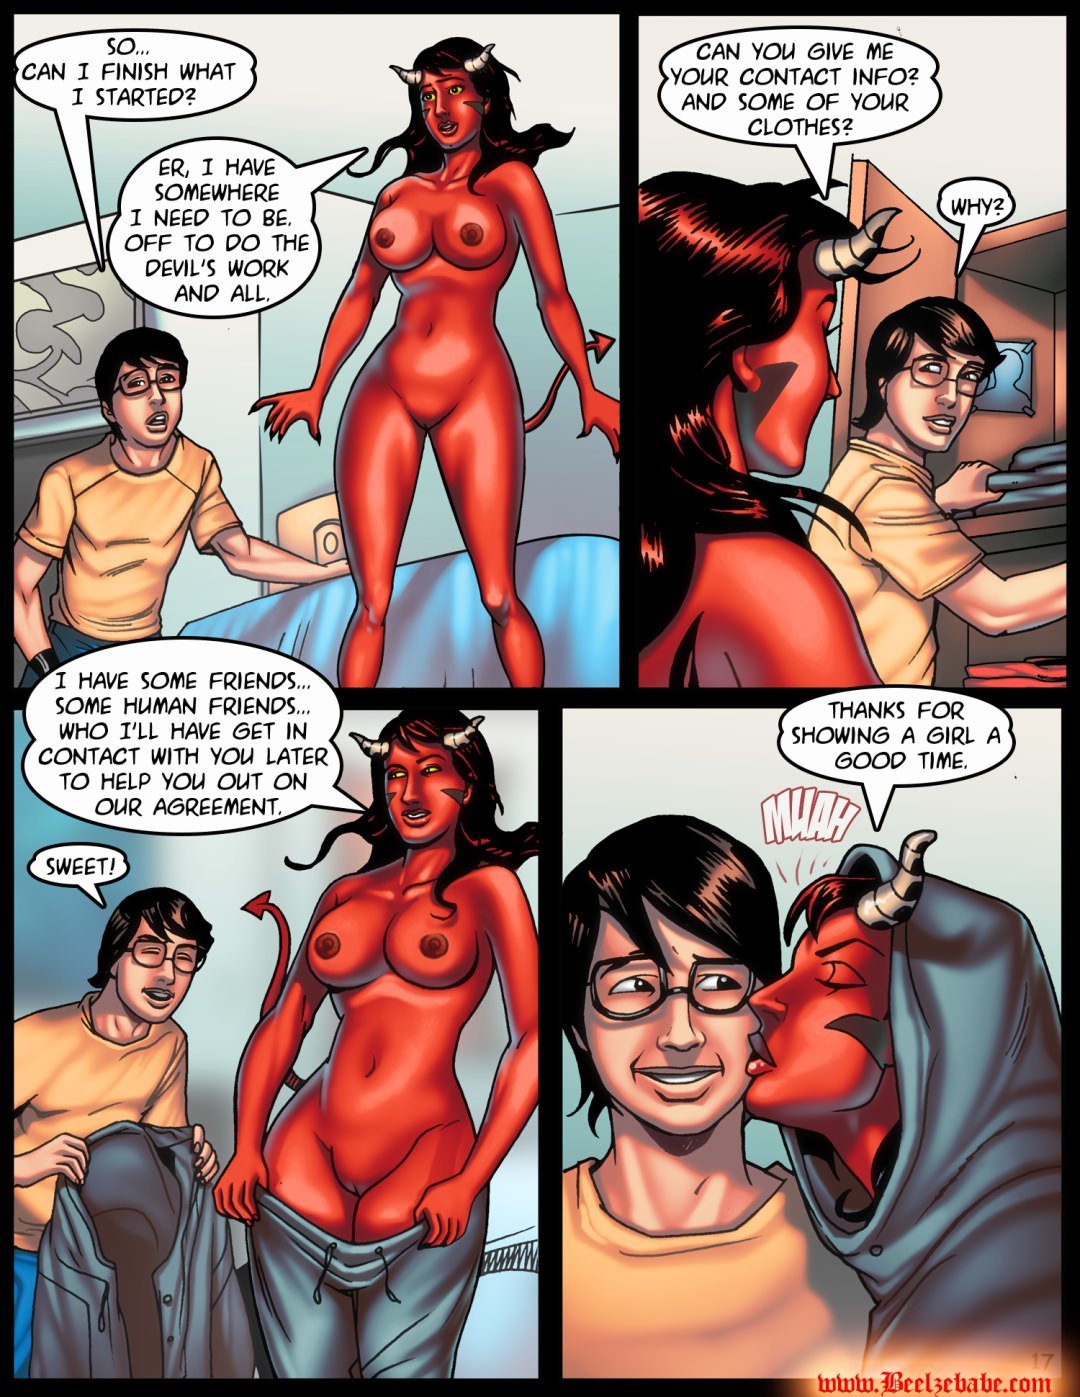 SO...
CAN I FINISH WHAT
I STARTED?
ER, I HAVE
SOMEWHERE
I NEED TO BE.
OFF TO DO THE
DEVIL'S WORK
AND ALL.
CAN YOU GIVE ME
YOUR CONTACT INFO?
AND SOME OF YOUR
CLOTHES?
WHY?
I HAVE SOME FRIENDS...
SOME HUMAN FRIENDS...
WHO I'LL HAVE GET IN
CONTACT WITH YOU LATER
TO HELP YOU OUT ON
OUR AGREEMENT.
SWEET!
THANKS FOR
SHOWING A GIRL A
GOOD TIME.
MUAH
17
www.Beelzebabe.com